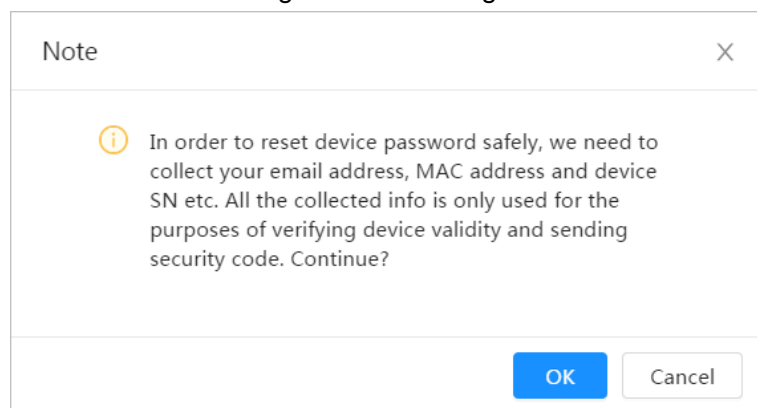 Note
In order to reset device password safely, we need to
collect your email address, MAC address and device
SN etc. All the collected info is only used for the
purposes of verifying device validity and sending
security code. Continue?
OK
Cancel